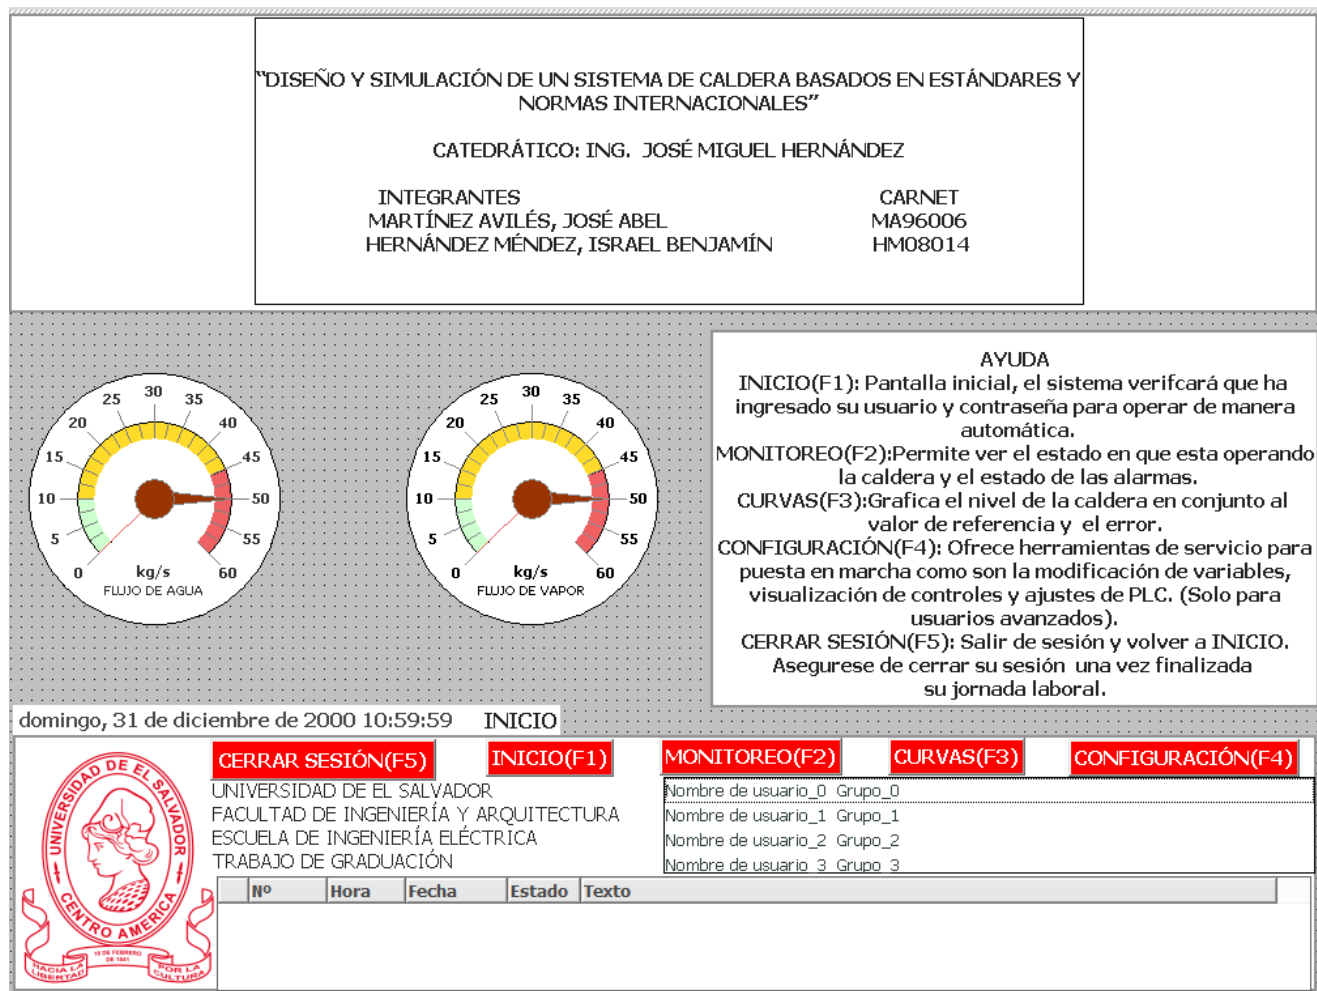 “DISEÑO Y SIMULACIÓN DE UN SISTEMA DE CALDERA BASADOS EN ESTÁNDARES Y
NORMAS INTERNACIONALES”
CATEDRÁTICO: ING. JOSÉ MIGUEL HERNÁNDEZ
INTEGRANTES CARNET
MARTÍNEZ AVILÉS, JOSÉ ABEL MA96006
HERNÁNDEZ MÉNDEZ, ISRAEL BENJAMÍN HM08014
0 5 10 15 20 25 30 35 40 45 50 55 60
kg/s
FLUJO DE AGUA
0 5 10 15 20 25 30 35 40 45 50 55 60
kg/s
FLUJO DE VAPOR
AYUDA
INICIO(F1): Pantalla inicial, el sistema verifcará que ha
ingresado su usuario y contraseña para operar de manera
automática.
MONITOREO(F2):Permite ver el estado en que esta operando
la caldera y el estado de las alarmas.
CURVAS(F3):Grafica el nivel de la caldera en conjunto al
valor de referencia y el error.
CONFIGURACIÓN(F4): Ofrece herramientas de servicio para
puesta en marcha como son la modificación de variables,
visualización de controles y ajustes de PLC. (Solo para
usuarios avanzados).
CERRAR SESIÓN(F5): Salir de sesión y volver a INICIO.
Asegurese de cerrar su sesión una vez finalizada
su jornada laboral.
domingo, 31 de diciembre de 2000 10:59:59 INICIO
CERRAR SESIÓN(F5) INICIO(F1) MONITOREO(F2) CURVAS(F3) CONFIGURACIÓN(F4)
UNIVERSIDAD DE EL SALVADOR
FACULTAD DE INGENIERÍA Y ARQUITECTURA
ESCUELA DE INGENIERÍA ELÉCTRICA
TRABAJO DE GRADUACIÓN
Nombre de usuario_0 Grupo_0
Nombre de usuario_1 Grupo_1
Nombre de usuario_2 Grupo_2
Nombre de usuario_3 Grupo_3
Nº Hora Fecha Estado Texto
UNIVERSIDAD DE EL SALVADOR
CENTRO AMERICA
16 DE FEBRERO
DE 1841
HACIA LA
LIBERTAD
POR LA
CULTURA